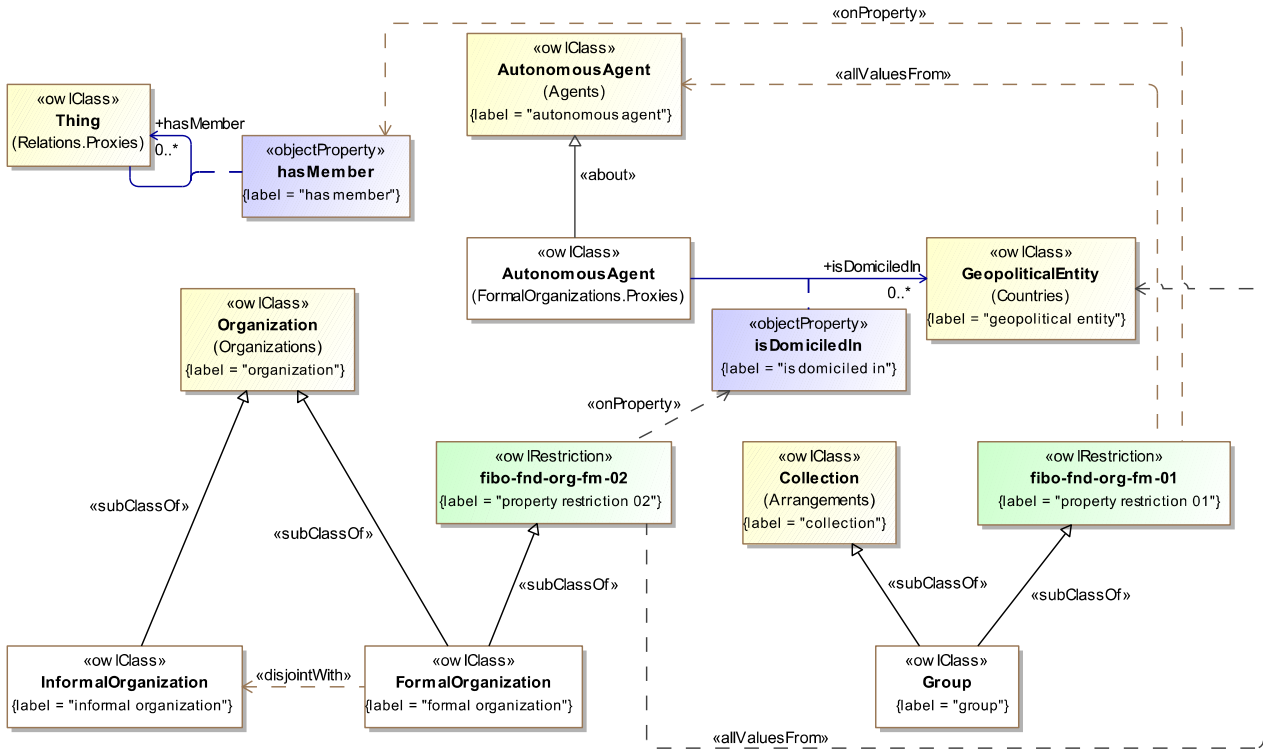 «onProperty»
«owlClass»
AutonomousAgent
(Agents)
{label = "autonomous agent"}
«allValuesFrom»
«owlClass»
Thing
(Relations.Proxies)
+hasMember
0..*
«objectProperty»
hasMember
{label = "has member"}
«about»
«owlClass»
AutonomousAgent
(FormalOrganizations.Proxies)
+isDomiciledIn
0..*
«owlClass»
GeopoliticalEntity
(Countries)
{label = "geopolitical entity"}
«owlClass»
Organization
(Organizations)
{label = "organization"}
«objectProperty»
isDomiciledIn
{label = "is domiciled in"}
«onProperty»
«owlRestriction»
fibo-fnd-org-fm-02
{label = "property restriction 02"}
«owlClass»
Collection
(Arrangements)
{label = "collection"}
«owlRestriction»
fibo-fnd-org-fm-01
{label = "property restriction 01"}
«subClassOf»
«subClassOf»
«subClassOf»
«subClassOf»
«subClassOf»
«owlClass»
InformalOrganization
{label = "informal organization"}
«disjointWith»
«owlClass»
FormalOrganization
{label = "formal organization"}
«owlClass»
Group
{label = "group"}
«allValuesFrom»